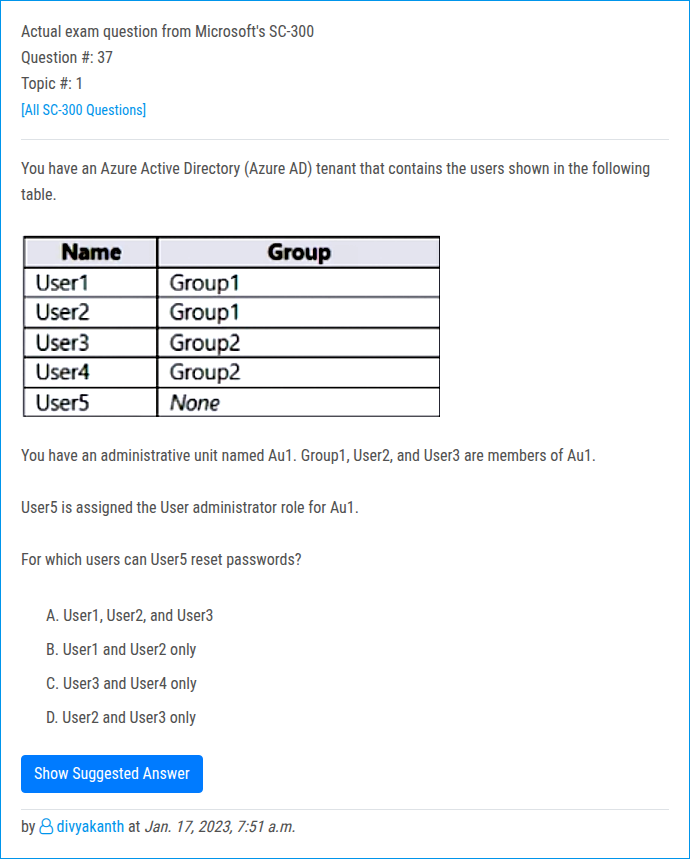 Actual exam question from Microsoft's SC-300
Question #: 37
Topic #: 1
[All SC-300 Questions]
You have an Azure Active Directory (Azure AD) tenant that contains the users shown in the following
table.
Name Group
User1 Group1
User2 Group1
User3 Group2
User4 Group2
User5 None
You have an administrative unit named Au1. Group1, User2, and User3 are members of Au1.
User5 is assigned the User administrator role for Au1.
For which users can User5 reset passwords?
A. User1, User2, and User3
B. User1 and User2 only
C. User3 and User4 only
D. User2 and User3 only
Show Suggested Answer
by divyakanth at Jan. 17, 2023, 7:51 a.m.